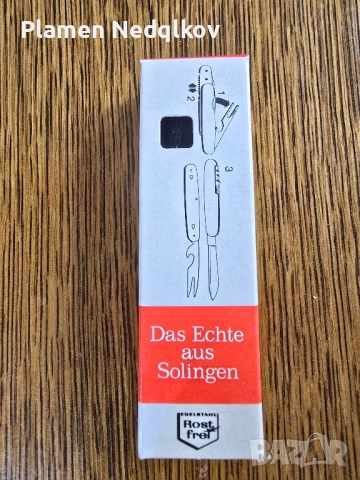 Plamen Nedqlkov
1
2
3
Das Echte
aus
Solingen
EDELSTAHL
Rost
frei
BAZAR